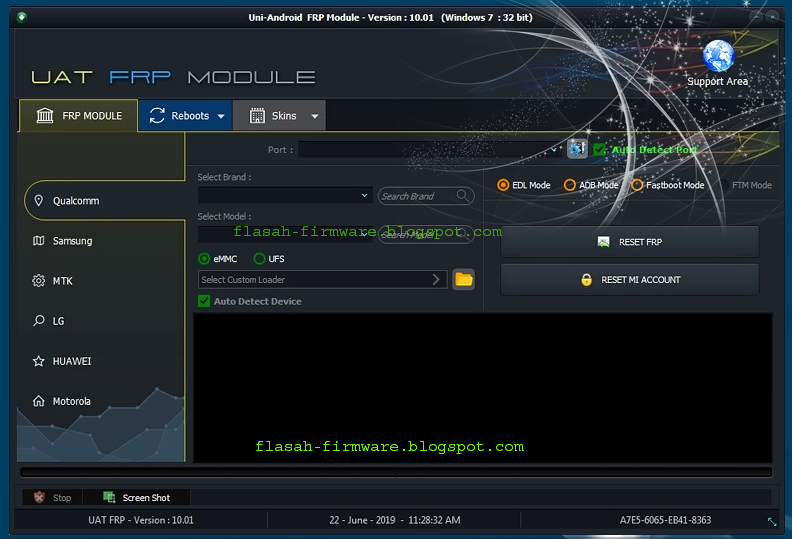 Uni-Android FRP Module - Version : 10.01 (Windows 7 : 32 bit)
UAT FRP MODULE
Support Area
FRP MODULE
Reboots
Skins
Port :
Auto Detect Port
Qualcomm
Samsung
MTK
LG
HUAWEI
Motorola
Select Brand :
Search Brand
Select Model :
Search Model
flasah-firmware.blogspot.com
eMMC
UFS
Select Custom Loader
Auto Detect Device
EDL Mode
ADB Mode
Fastboot Mode
FTM Mode
RESET FRP
RESET MI ACCOUNT
flasah-firmware.blogspot.com
Stop
Screen Shot
UAT FRP - Version : 10.01
22 - June - 2019 - 11:28:32 AM
A7E5-6065-EB41-8363